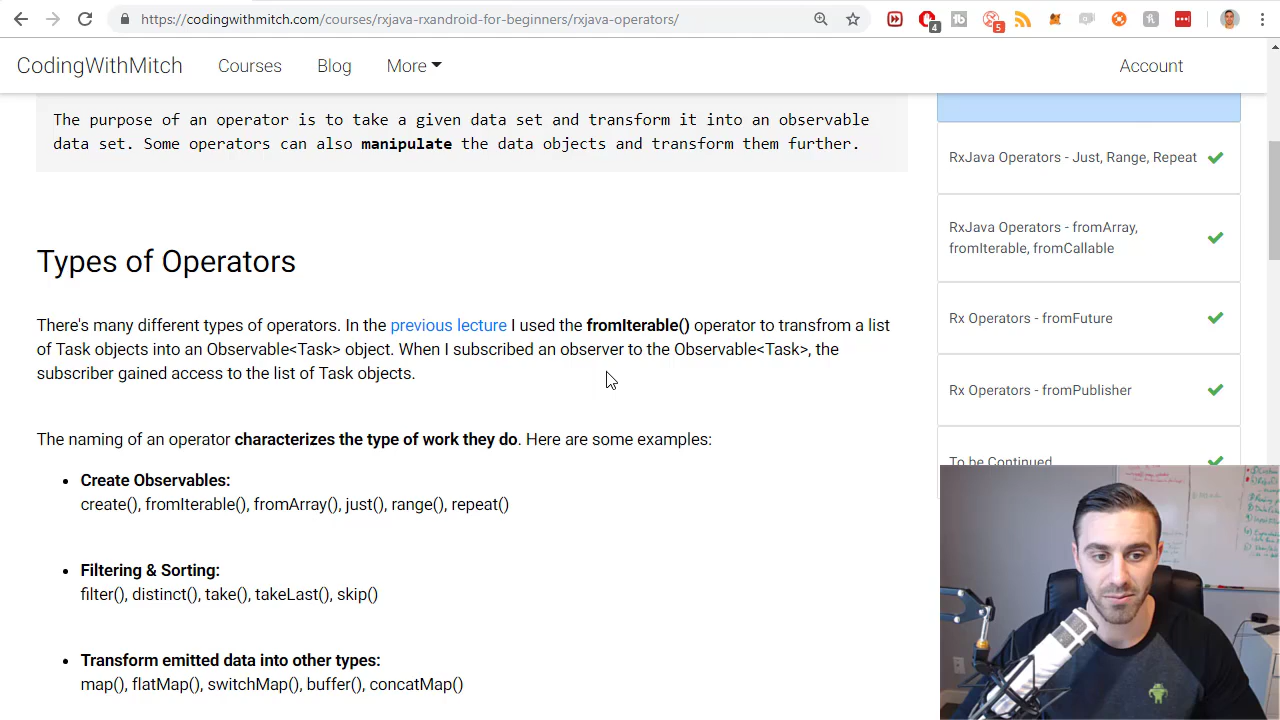 https://codingwithmitch.com/courses/rxjava-rxandroid-for-beginners/rxjava-operators/
4
5
CodingWithMitch
Courses
Blog
More
Account
The purpose of an operator is to take a given data set and transform it into an observable
data set. Some operators can also manipulate the data objects and transform them further.
Types of Operators
There's many different types of operators. In the previous lecture I used the fromIterable() operator to transfrom a list
of Task objects into an Observable<Task> object. When I subscribed an observer to the Observable<Task>, the
subscriber gained access to the list of Task objects.
The naming of an operator characterizes the type of work they do. Here are some examples:
Create Observables:
create(), fromIterable(), fromArray(), just(), range(), repeat()
Filtering & Sorting:
filter(), distinct(), take(), takeLast(), skip()
Transform emitted data into other types:
map(), flatMap(), switchMap(), buffer(), concatMap()
RxJava Operators - Just, Range, Repeat
RxJava Operators - fromArray,
fromIterable, fromCallable
Rx Operators - fromFuture
Rx Operators - fromPublisher
To be Continued